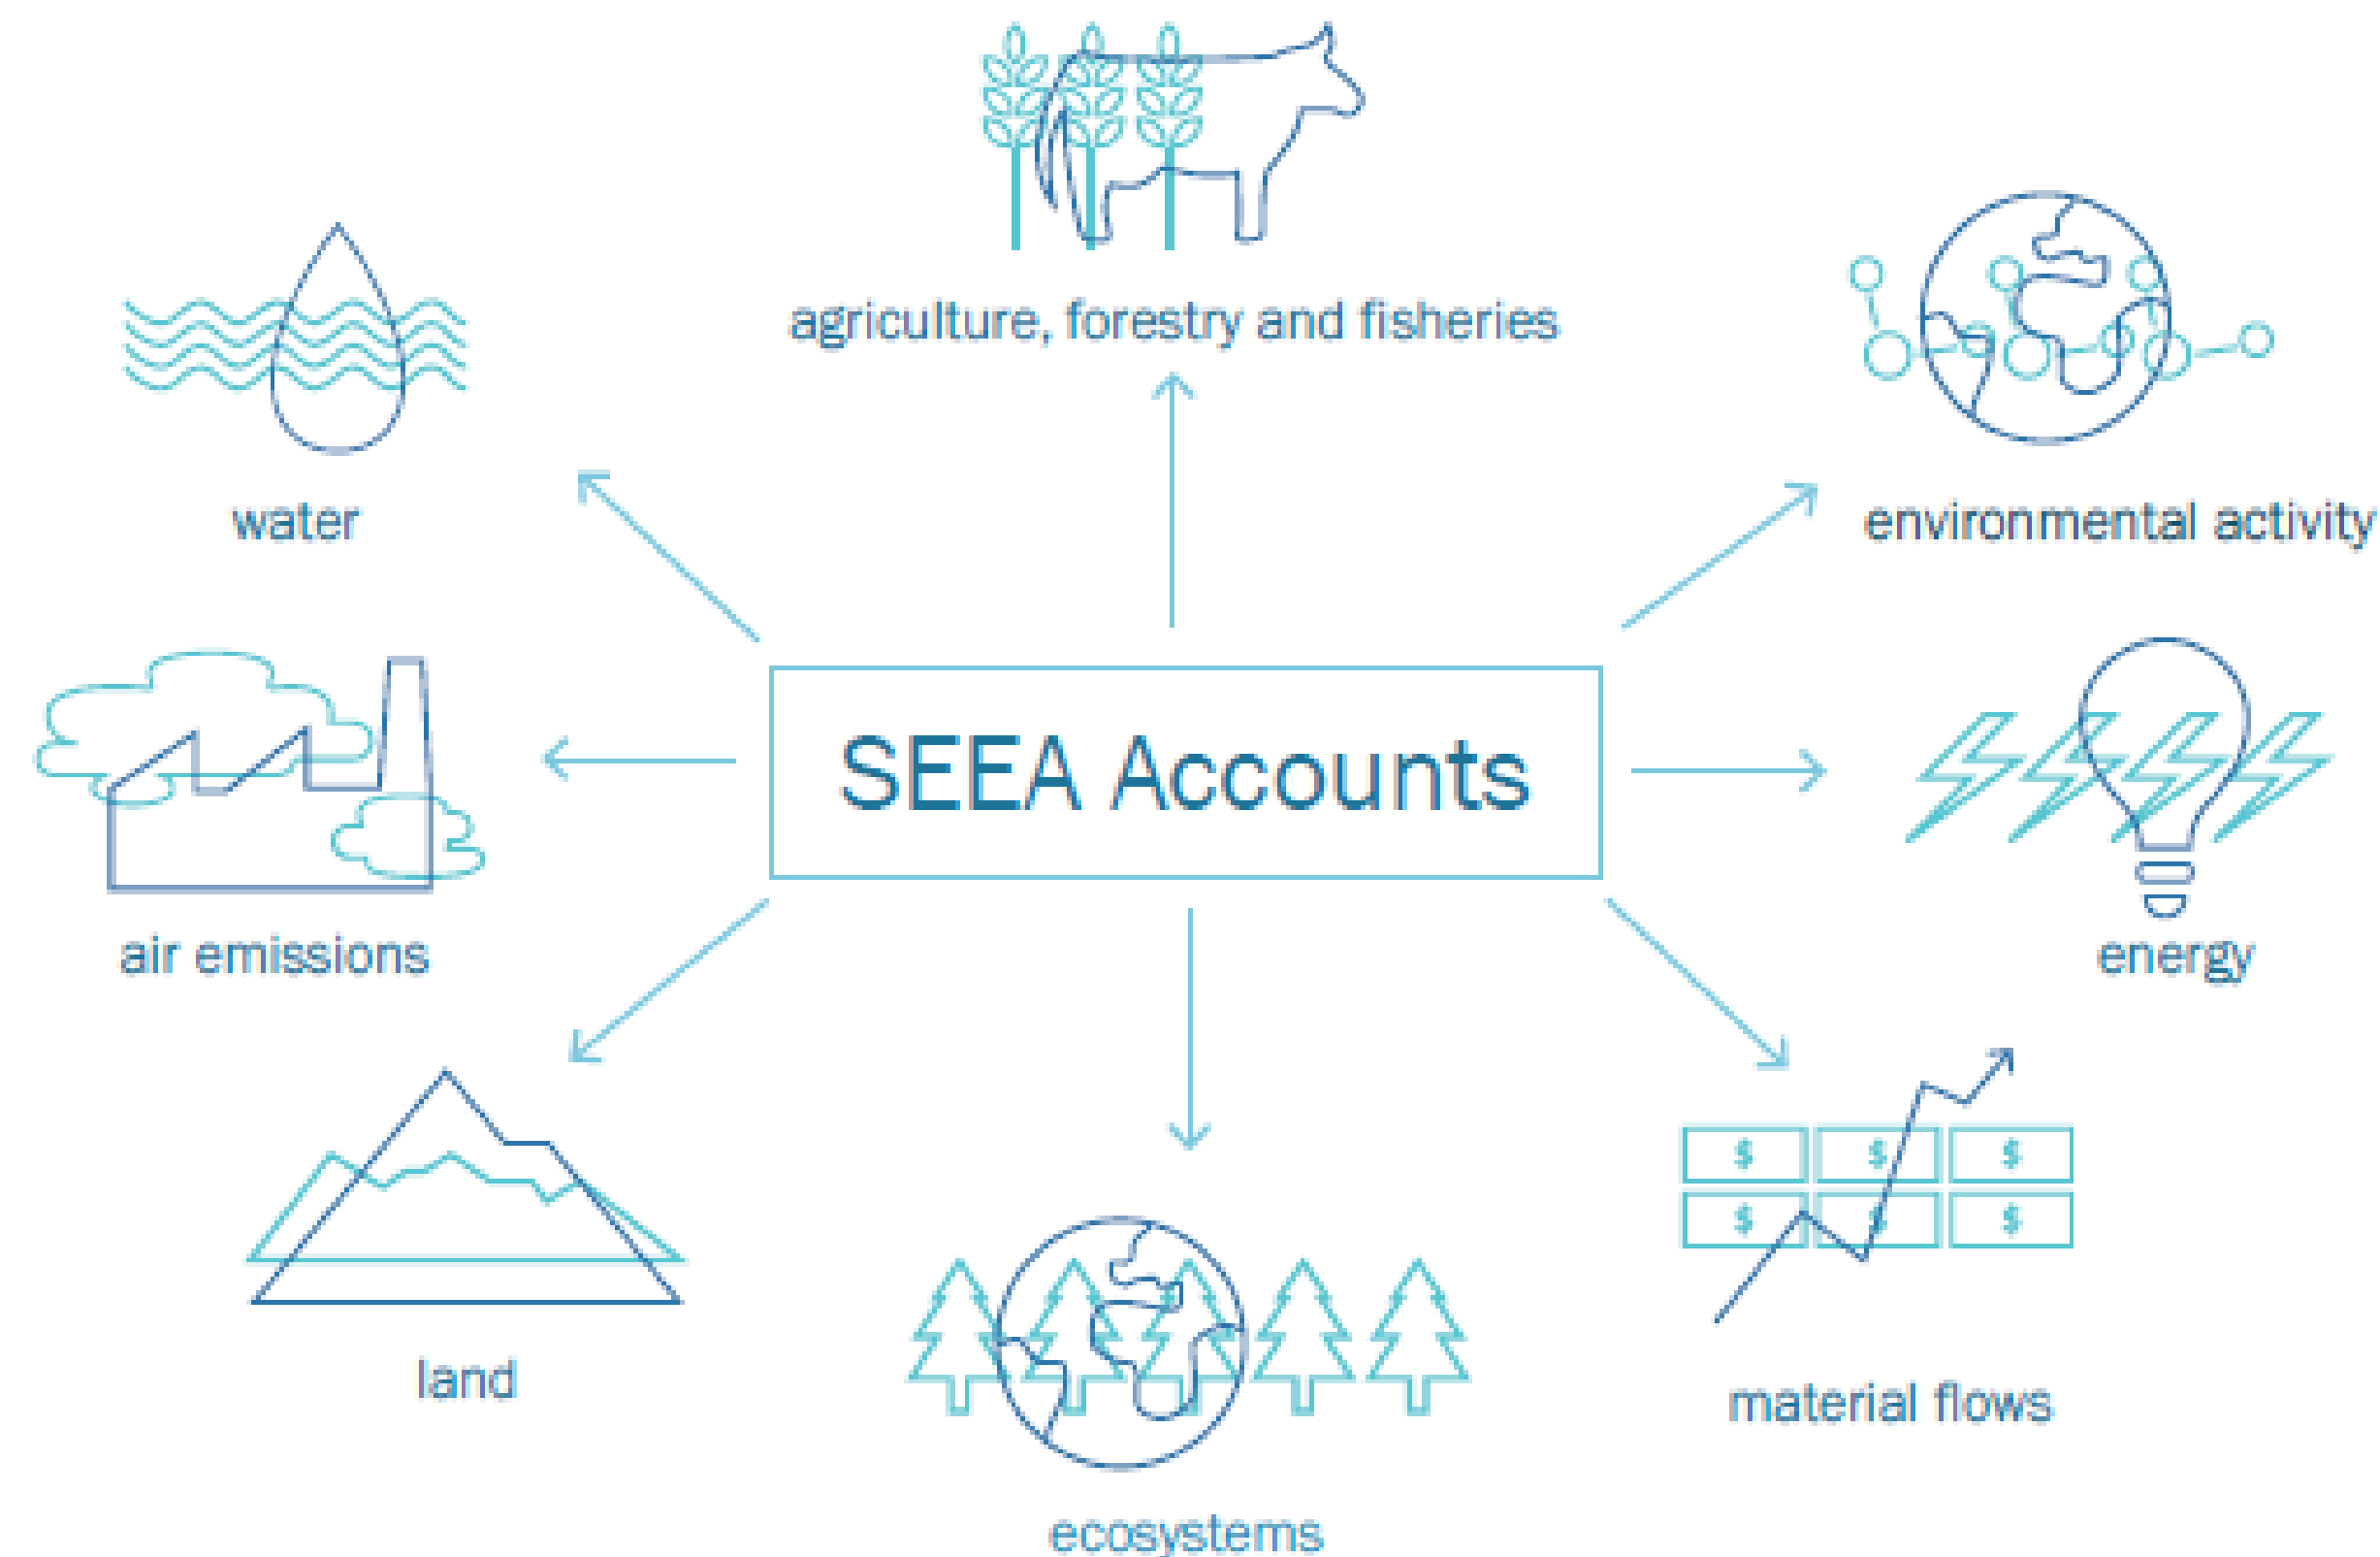 agriculture, forestry and fisheries
water
environmental activity
SEEA Accounts
air emissions
energy
land
material flows
ecosystems
$ $ $
$ $ $